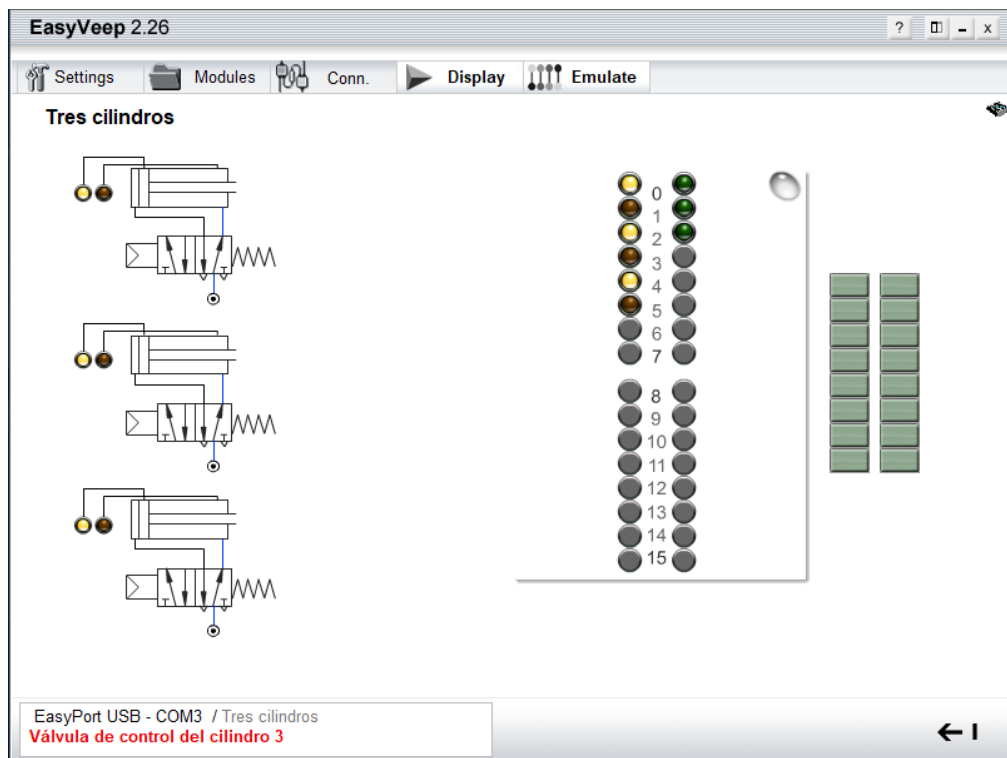 EasyVeep 2.26
?
x
Settings
Modules
Conn.
Display
Emulate
Tres cilindros
0
1
2
3
4
5
6
7
8
9
10
11
12
13
14
15
EasyPort USB - COM3 / Tres cilindros
Válvula de control del cilindro 3